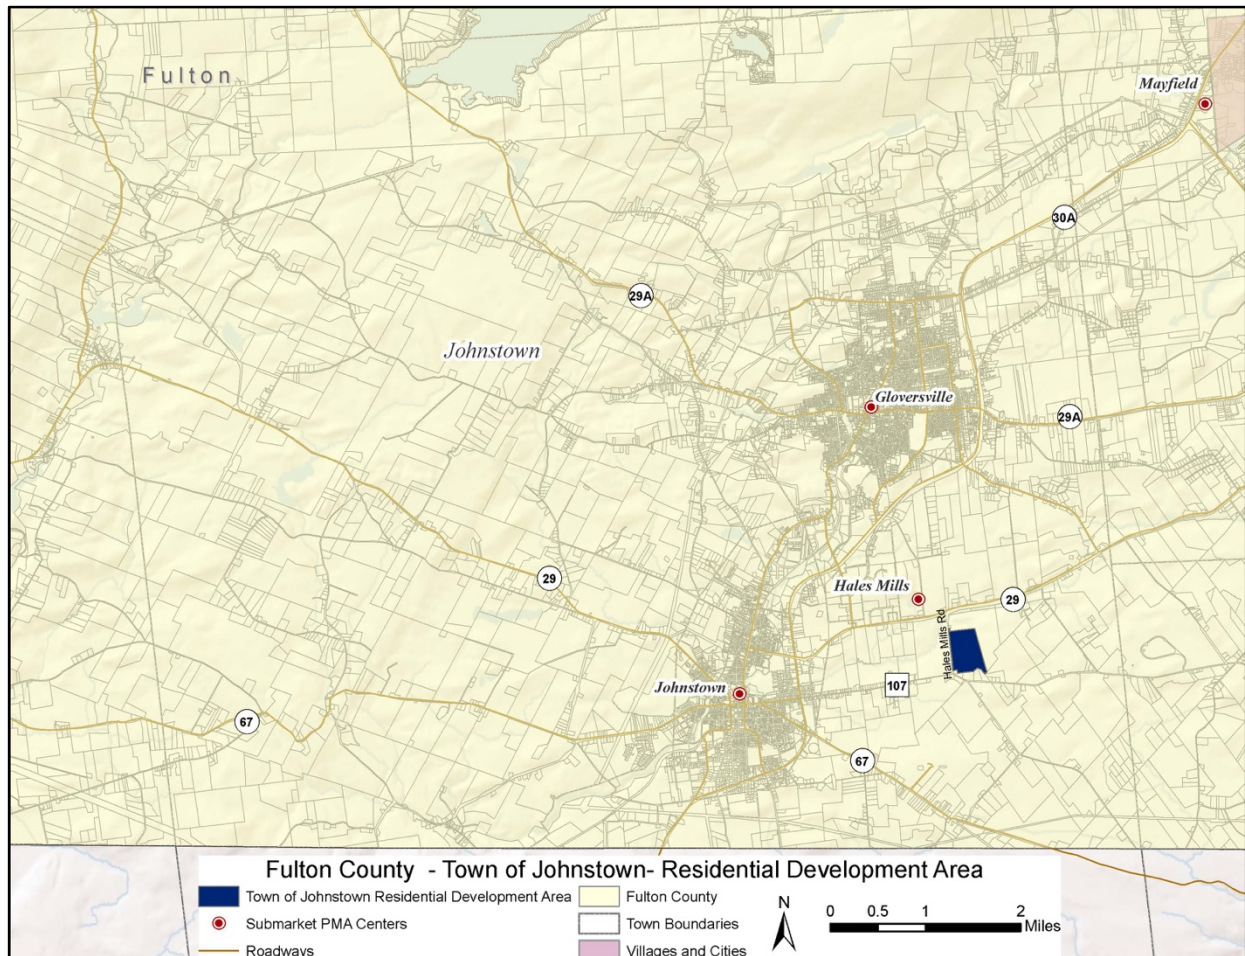 Fulton
Mayfield
30A
29A
Johnstown
Gloversville
29A
29
Hales Mills
29
Hales Mills Rd
Johnstown
107
67
67
Fulton County - Town of Johnstown- Residential Development Area
Town of Johnstown Residential Development Area
Fulton County
Submarket PMA Centers
Town Boundaries
Roadways
Villages and Cities
N
0 0.5 1 2
Miles